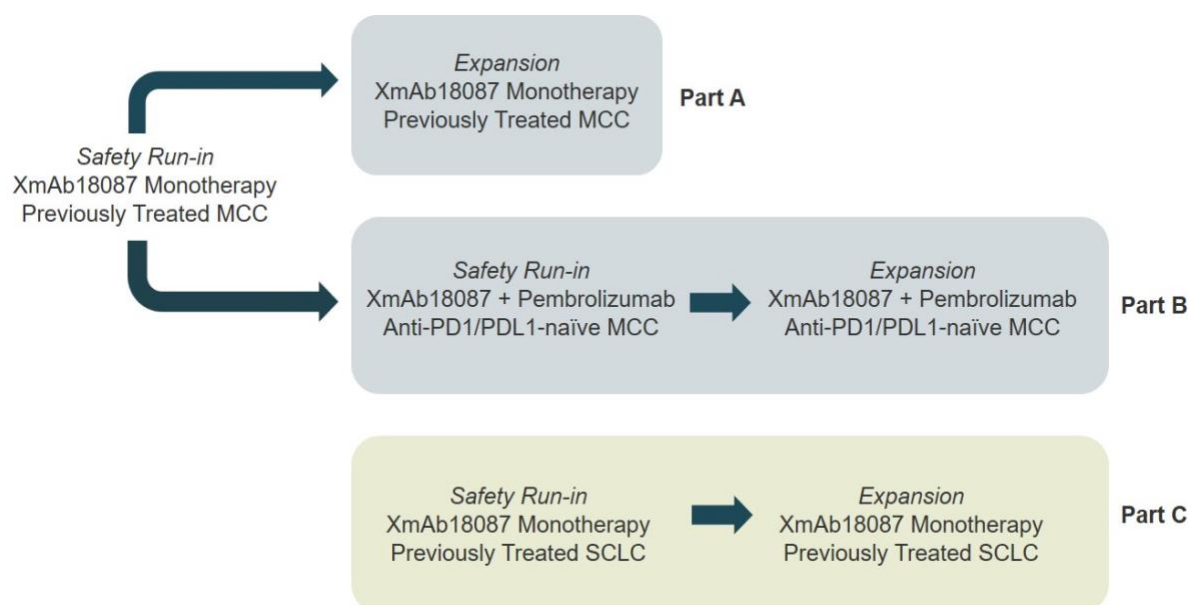 Expansion
XmAb18087 Monotherapy
Previously Treated MCC
Part A
Safety Run-in
XmAb18087 Monotherapy
Previously Treated MCC
Safety Run-in
XmAb18087 + Pembrolizumab
Anti-PD1/PDL1-naïve MCC
Expansion
XmAb18087 + Pembrolizumab
Anti-PD1/PDL1-naïve MCC
Part B
Safety Run-in
XmAb18087 Monotherapy
Previously Treated SCLC
Expansion
XmAb18087 Monotherapy
Previously Treated SCLC
Part C